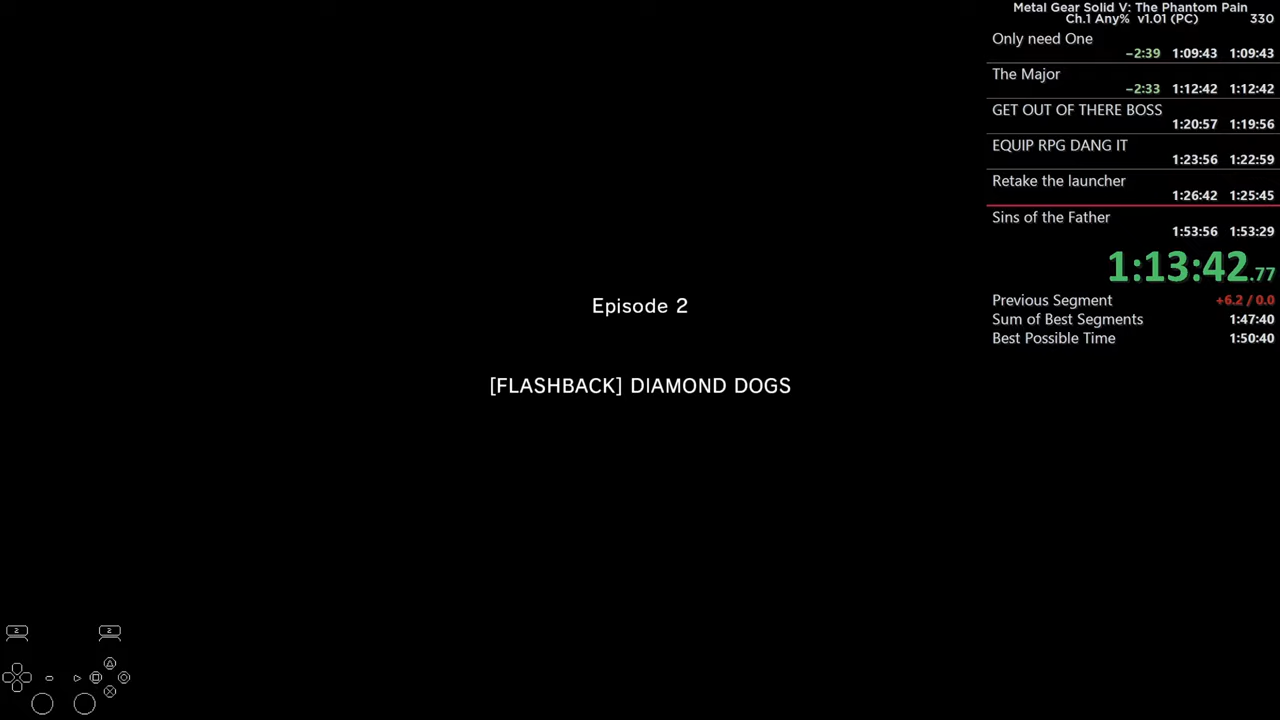 Metal Gear Solid V: The Phantom Pain
Ch.1 Any% v1.01 (PC) 330
Only need One
−2:39 1:09:43 1:09:43
The Major
−2:33 1:12:42 1:12:42
GET OUT OF THERE BOSS
1:20:57 1:19:56
EQUIP RPG DANG IT
1:23:56 1:22:59
Retake the launcher
1:26:42 1:25:45
Sins of the Father
1:53:56 1:53:29
1:13:42.77
Previous Segment +6.2 / 0.0
Sum of Best Segments 1:47:40
Best Possible Time 1:50:40
Episode 2
[FLASHBACK] DIAMOND DOGS
2 2